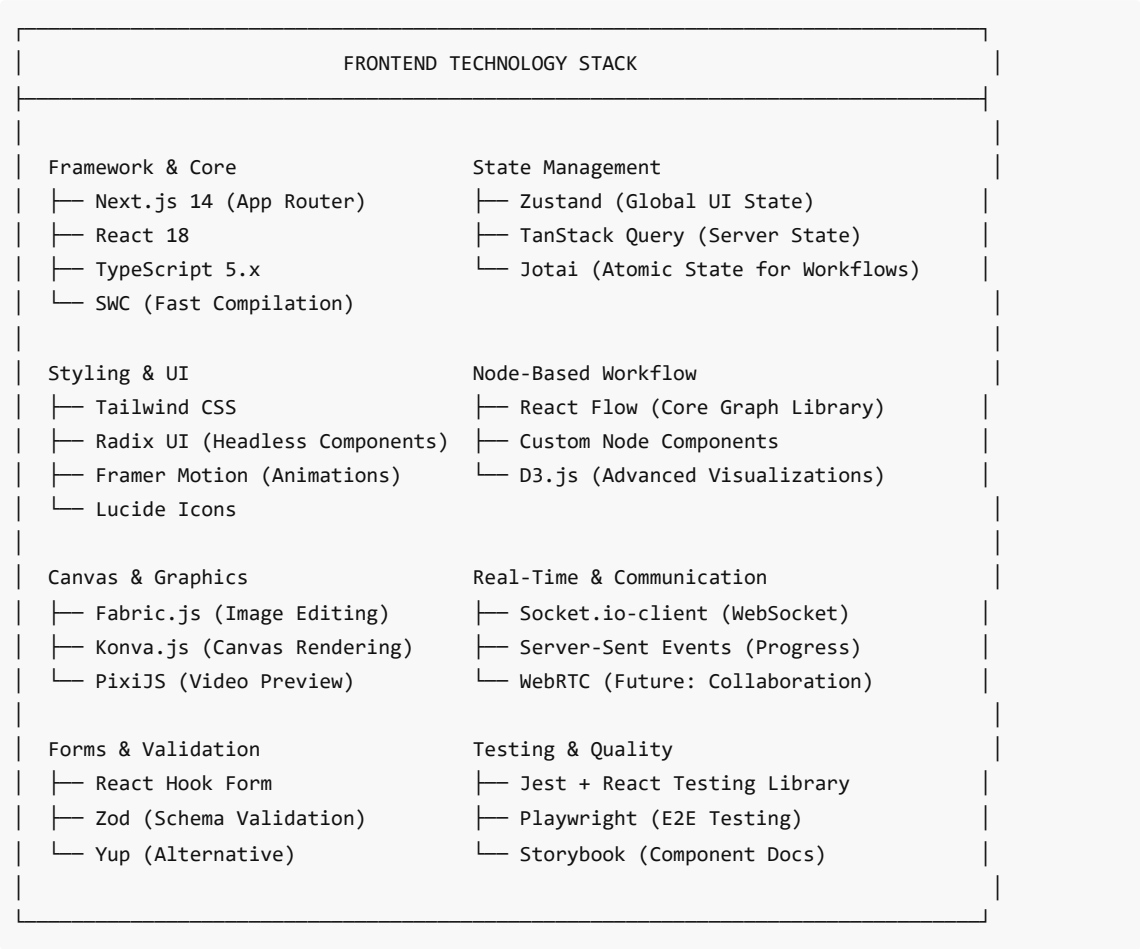 FRONTEND TECHNOLOGY STACK
Framework & Core State Management
├── Next.js 14 (App Router) ├── Zustand (Global UI State)
├── React 18 ├── TanStack Query (Server State)
├── TypeScript 5.x └── Jotai (Atomic State for Workflows)
└── SWC (Fast Compilation)
Styling & UI Node-Based Workflow
├── Tailwind CSS ├── React Flow (Core Graph Library)
├── Radix UI (Headless Components) ├── Custom Node Components
├── Framer Motion (Animations) └── D3.js (Advanced Visualizations)
└── Lucide Icons
Canvas & Graphics Real-Time & Communication
├── Fabric.js (Image Editing) ├── Socket.io-client (WebSocket)
├── Konva.js (Canvas Rendering) ├── Server-Sent Events (Progress)
└── PixiJS (Video Preview) └── WebRTC (Future: Collaboration)
Forms & Validation Testing & Quality
├── React Hook Form ├── Jest + React Testing Library
├── Zod (Schema Validation) ├── Playwright (E2E Testing)
└── Yup (Alternative) └── Storybook (Component Docs)